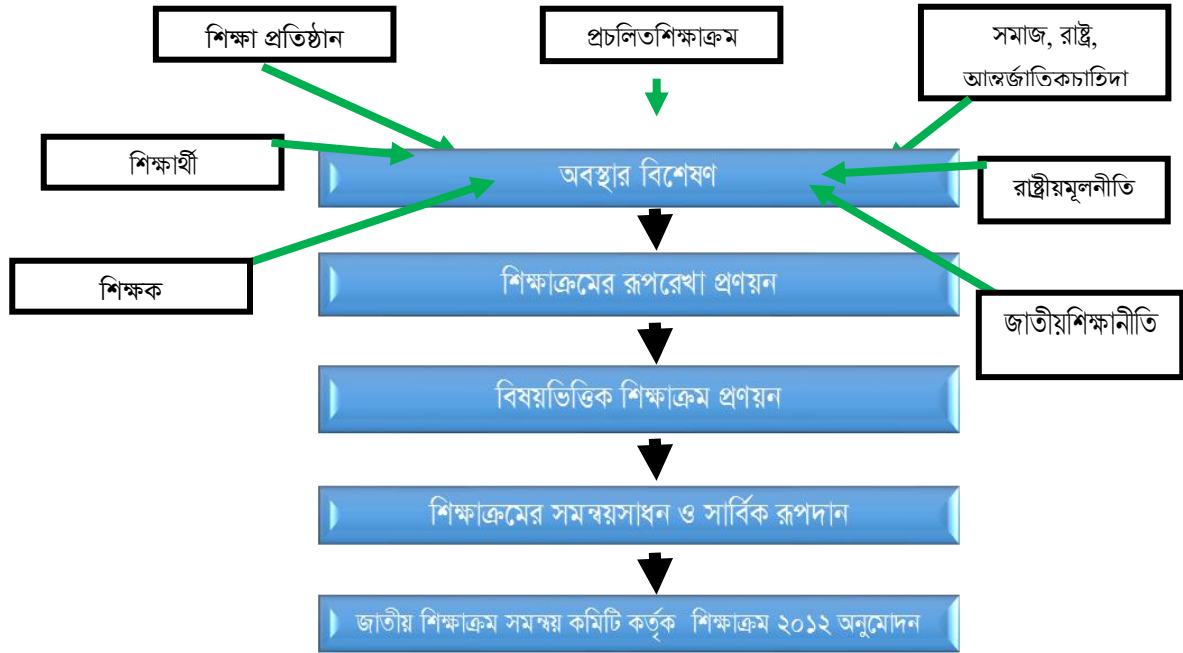 শিক্ষা প্রতিষ্ঠান
প্রচলিতশিক্ষাক্রম
সমাজ, রাষ্ট্র,
আন্তর্জাতিকচাহিদা
শিক্ষার্থী
অবস্থার বিশেষণ
রাষ্ট্রীয়মূলনীতি
শিক্ষক
শিক্ষাক্রমের রূপরেখা প্রণয়ন
জাতীয়শিক্ষানীতি
বিষয়ভিত্তিক শিক্ষাক্রম প্রণয়ন
শিক্ষাক্রমের সমন্বয়সাধন ও সার্বিক রূপদান
জাতীয় শিক্ষাক্রম সমন্বয় কমিটি কর্তৃক শিক্ষাক্রম ২০১২ অনুমোদন